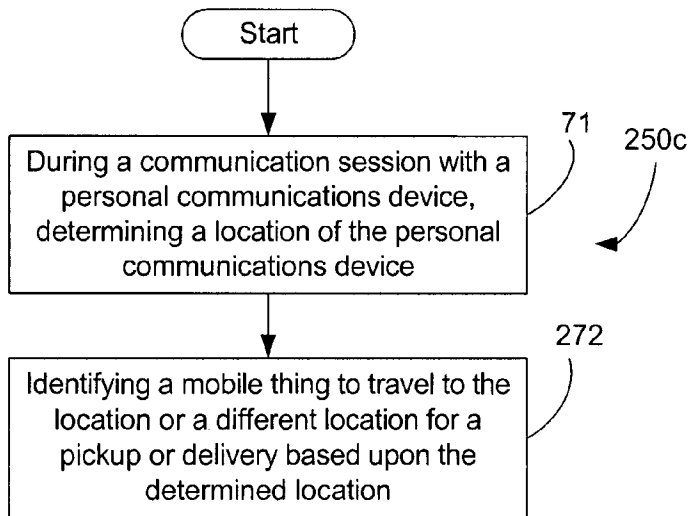 Start
71
250c
During a communication session with a
personal communications device,
determining a location of the personal
communications device
272
Identifying a mobile thing to travel to the
location or a different location for a
pickup or delivery based upon the
determined location